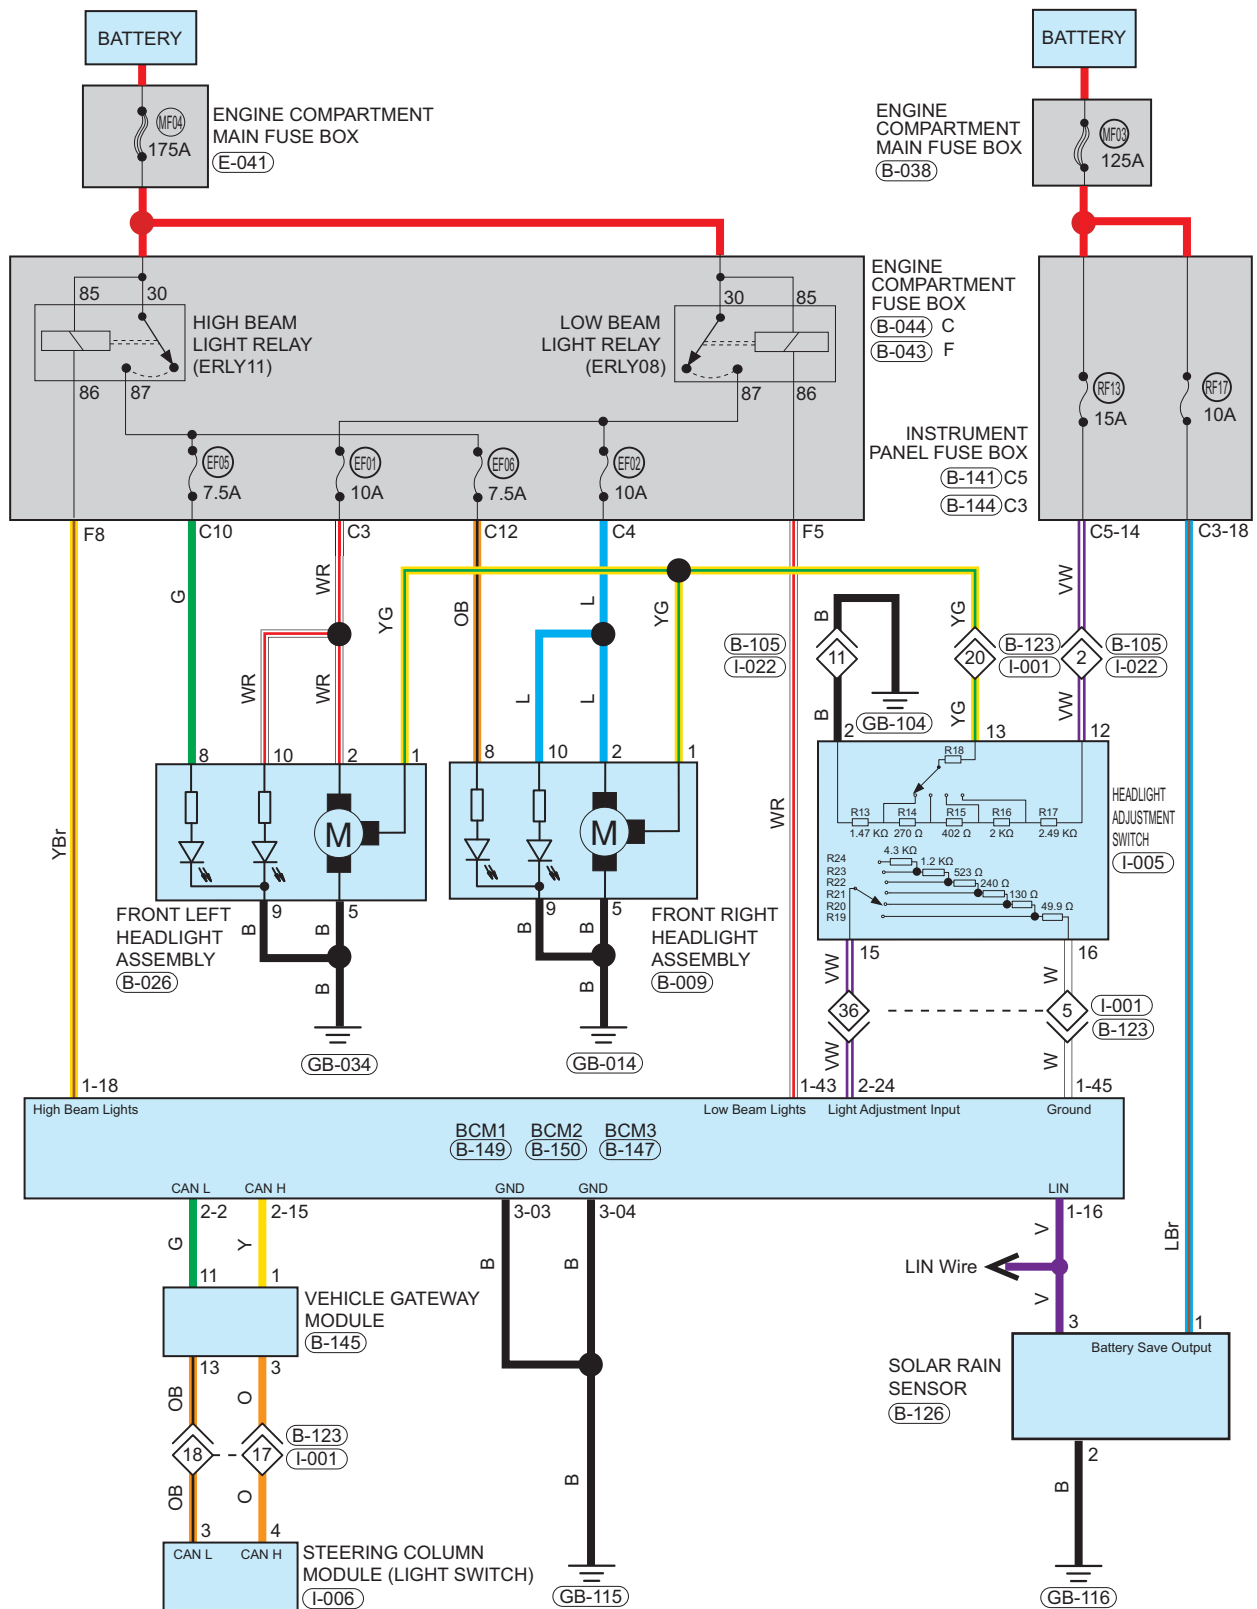 BATTERY
BATTERY
MF04
175A
ENGINE COMPARTMENT
MAIN FUSE BOX
E-041
ENGINE
COMPARTMENT
MAIN FUSE BOX
B-038
MF03
125A
85
30
HIGH BEAM
LIGHT RELAY
(ERLY11)
86
87
LOW BEAM
LIGHT RELAY
(ERLY08)
30
85
87
86
ENGINE
COMPARTMENT
FUSE BOX
B-044 C
B-043 F
EF05
7.5A
EF01
10A
EF06
7.5A
EF02
10A
RF13
15A
RF17
10A
INSTRUMENT
PANEL FUSE BOX
B-141 C5
B-144 C3
F8
C10
C3
C12
C4
F5
C5-14
C3-18
G
WR
YG
OB
L
YG
B
YG
VW
B-105
I-022
11
20
B-123
I-001
2
B-105
I-022
WR
WR
L
L
B
GB-104
YG
VW
8
10
2
1
8
10
2
1
2
13
12
M
M
YBr
WR
R18
R13
R14
R15
R16
R17
1.47 KΩ
270 Ω
402 Ω
2 KΩ
2.49 KΩ
R24
R23
R22
R21
R20
R19
4.3 KΩ
1.2 KΩ
523 Ω
240 Ω
130 Ω
49.9 Ω
HEADLIGHT
ADJUSTMENT
SWITCH
I-005
FRONT LEFT
HEADLIGHT
ASSEMBLY
B-026
9
5
B
B
B
GB-034
9
5
B
B
B
GB-014
FRONT RIGHT
HEADLIGHT
ASSEMBLY
B-009
15
16
VW
W
36
5
I-001
B-123
VW
W
1-18
1-43
2-24
1-45
High Beam Lights
Low Beam Lights
Light Adjustment Input
Ground
BCM1
B-149
BCM2
B-150
BCM3
B-147
CAN L
CAN H
GND
GND
LIN
2-2
2-15
3-03
3-04
1-16
G
Y
B
B
V
LBr
LIN Wire
V
11
1
VEHICLE GATEWAY
MODULE
B-145
13
3
OB
O
18
17
B-123
I-001
OB
O
3
4
CAN L
CAN H
STEERING COLUMN
MODULE (LIGHT SWITCH)
I-006
B
GB-115
3
1
Battery Save Output
SOLAR RAIN
SENSOR
B-126
2
B
GB-116